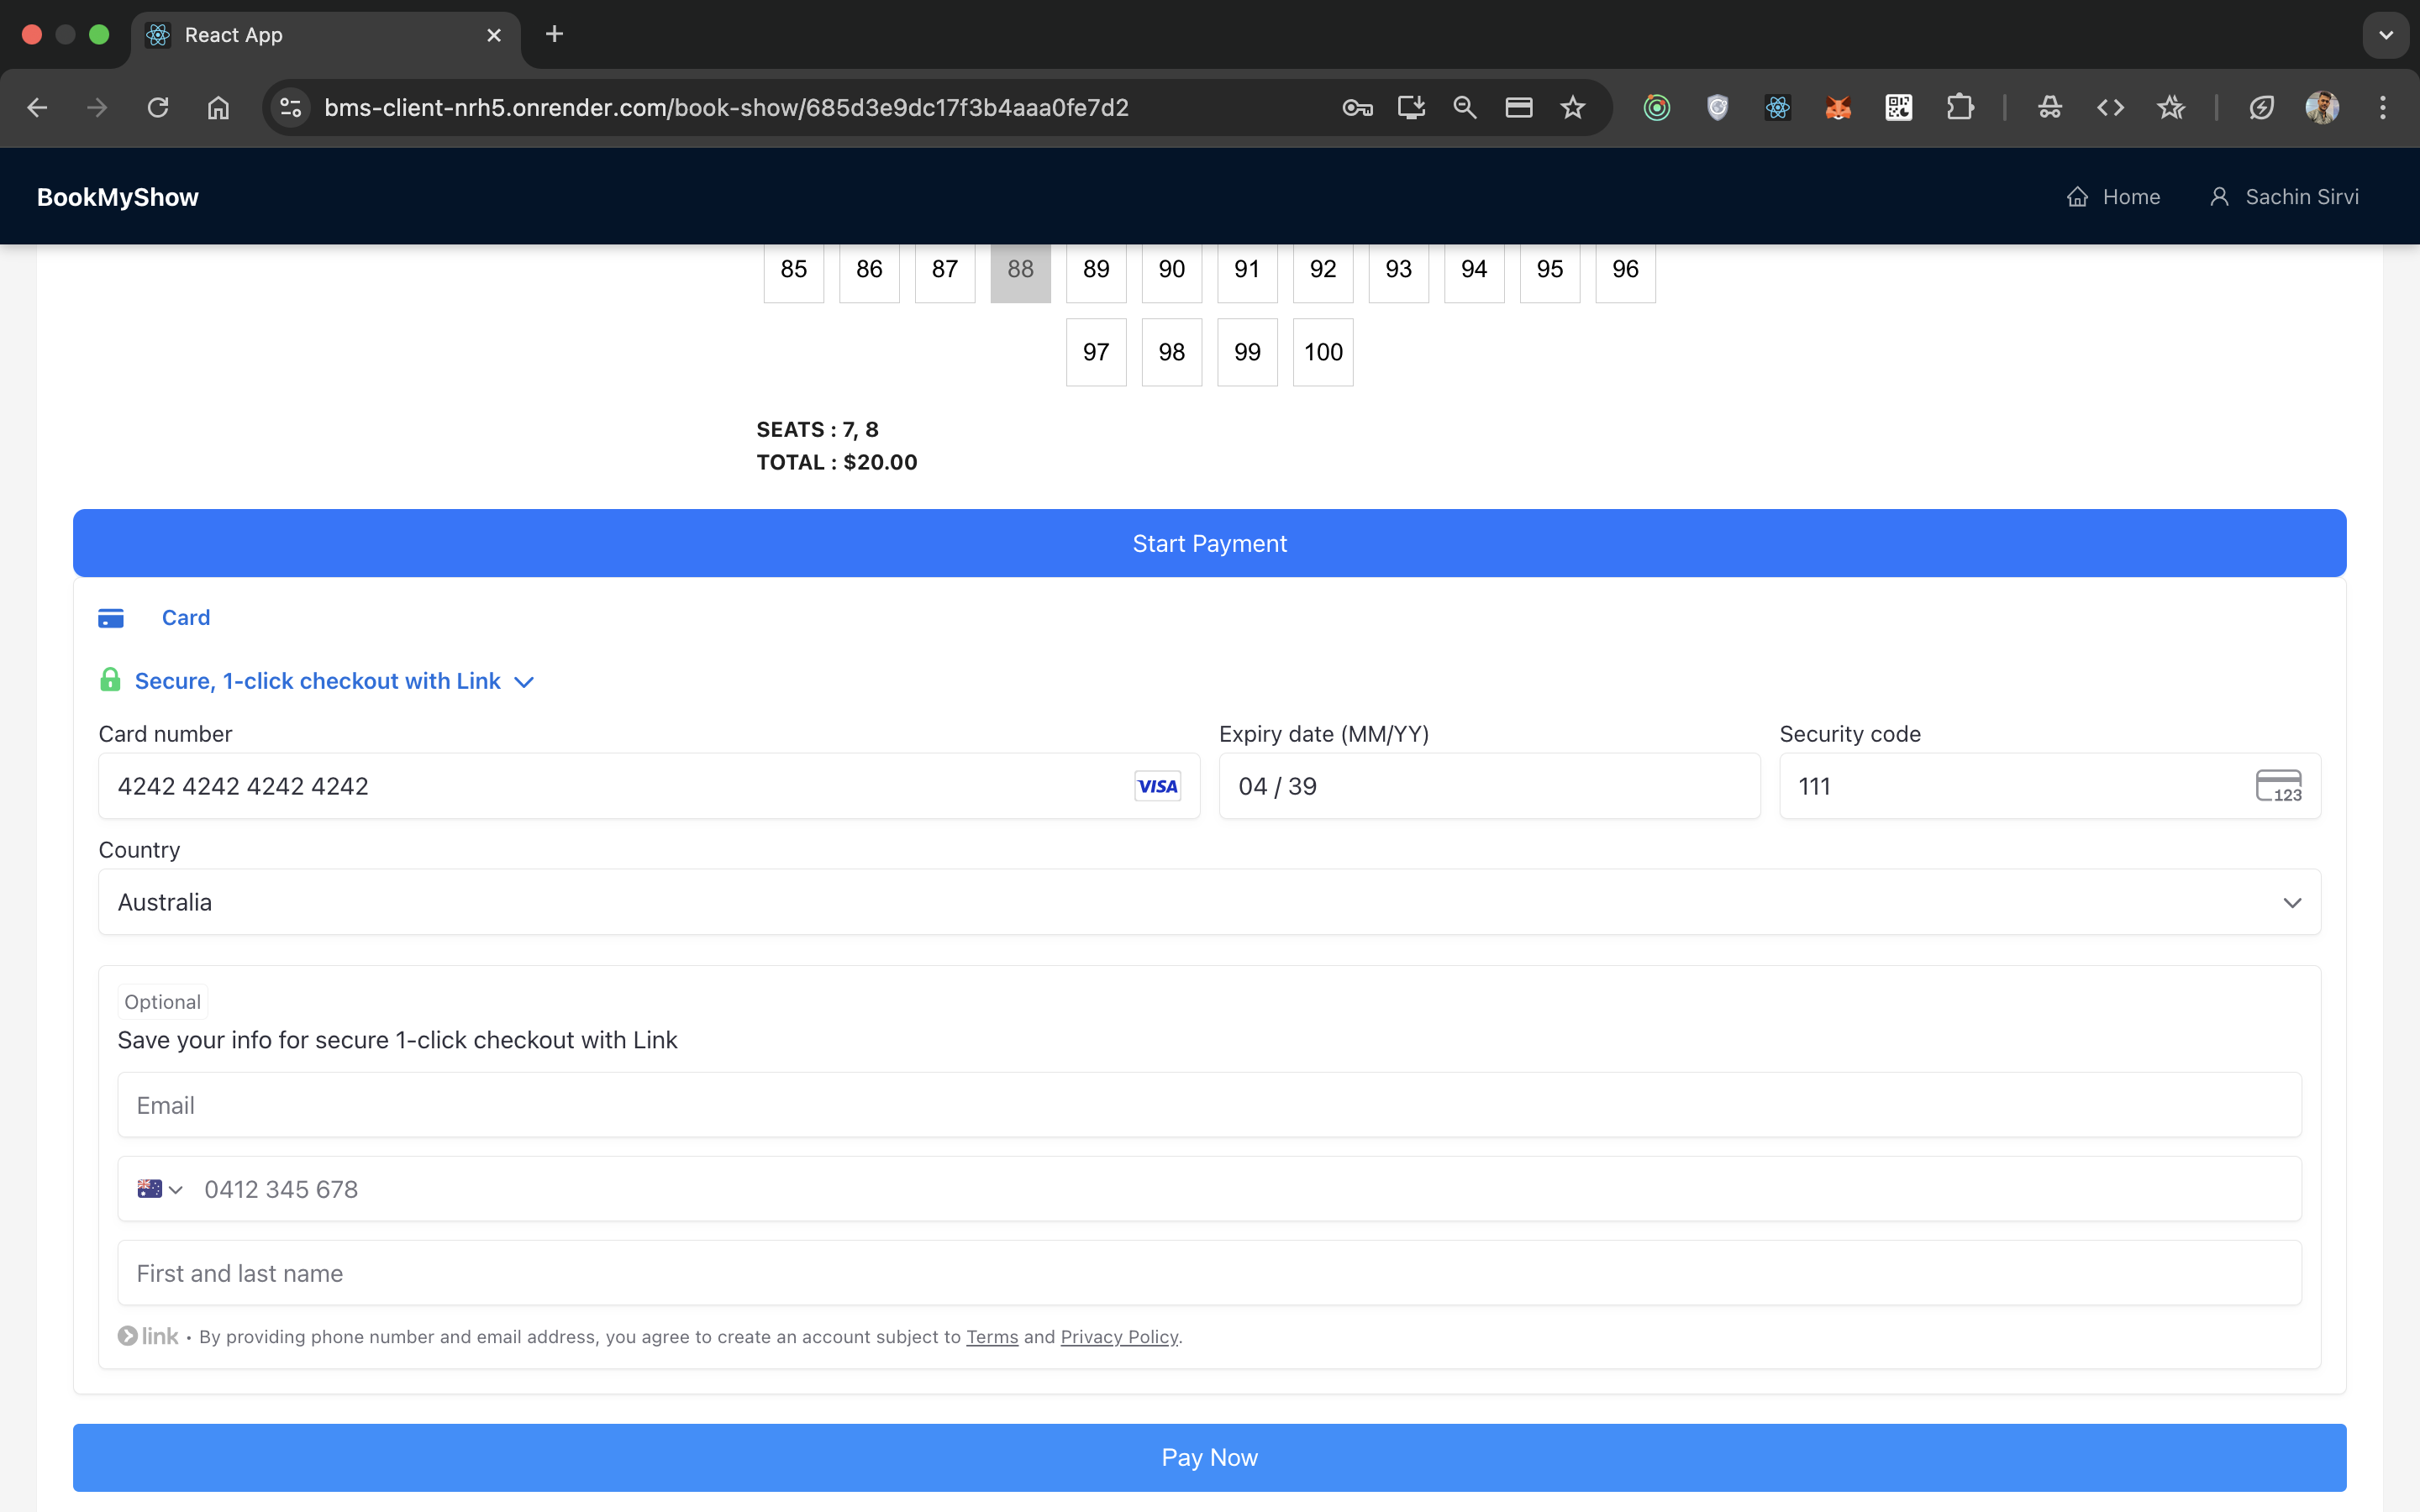 React App
bms-client-nrh5.onrender.com/book-show/685d3e9dc17f3b4aaa0fe7d2
BookMyShow
Home
Sachin Sirvi
85 86 87 88 89 90 91 92 93 94 95 96
97 98 99 100
SEATS : 7, 8
TOTAL : $20.00
Start Payment
Card
Secure, 1-click checkout with Link
Card number
Expiry date (MM/YY)
Security code
4242 4242 4242 4242
VISA
04 / 39
111
123
Country
Australia
Optional
Save your info for secure 1-click checkout with Link
Email
0412 345 678
First and last name
link • By providing phone number and email address, you agree to create an account subject to Terms and Privacy Policy.
Pay Now